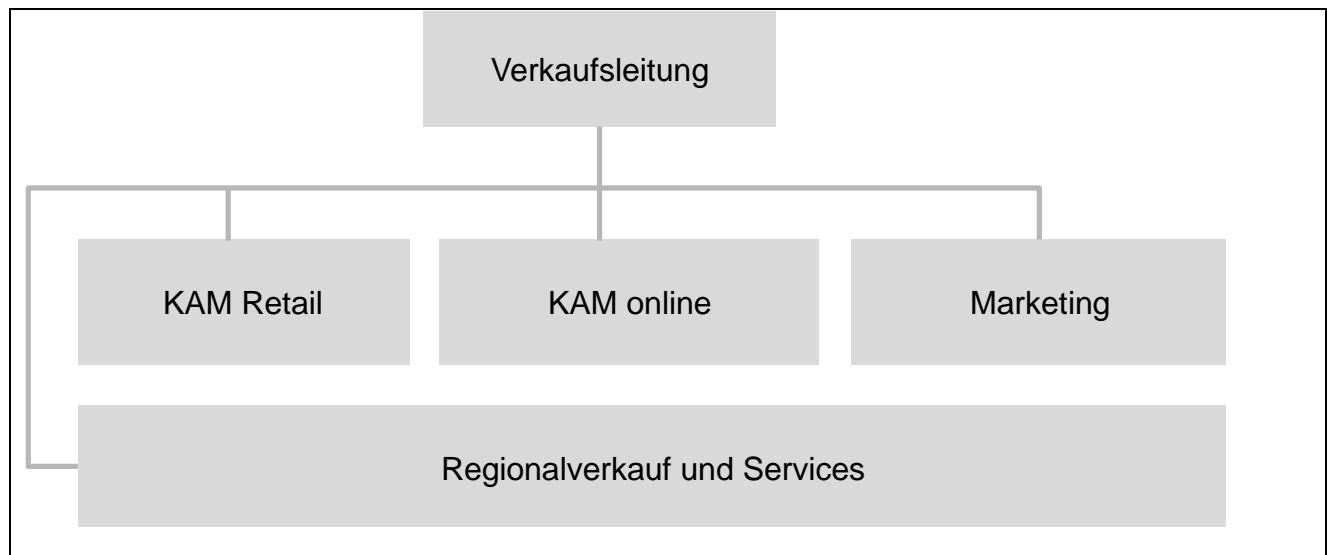 Verkaufsleitung
KAM Retail
KAM online
Marketing
Regionalverkauf und Services